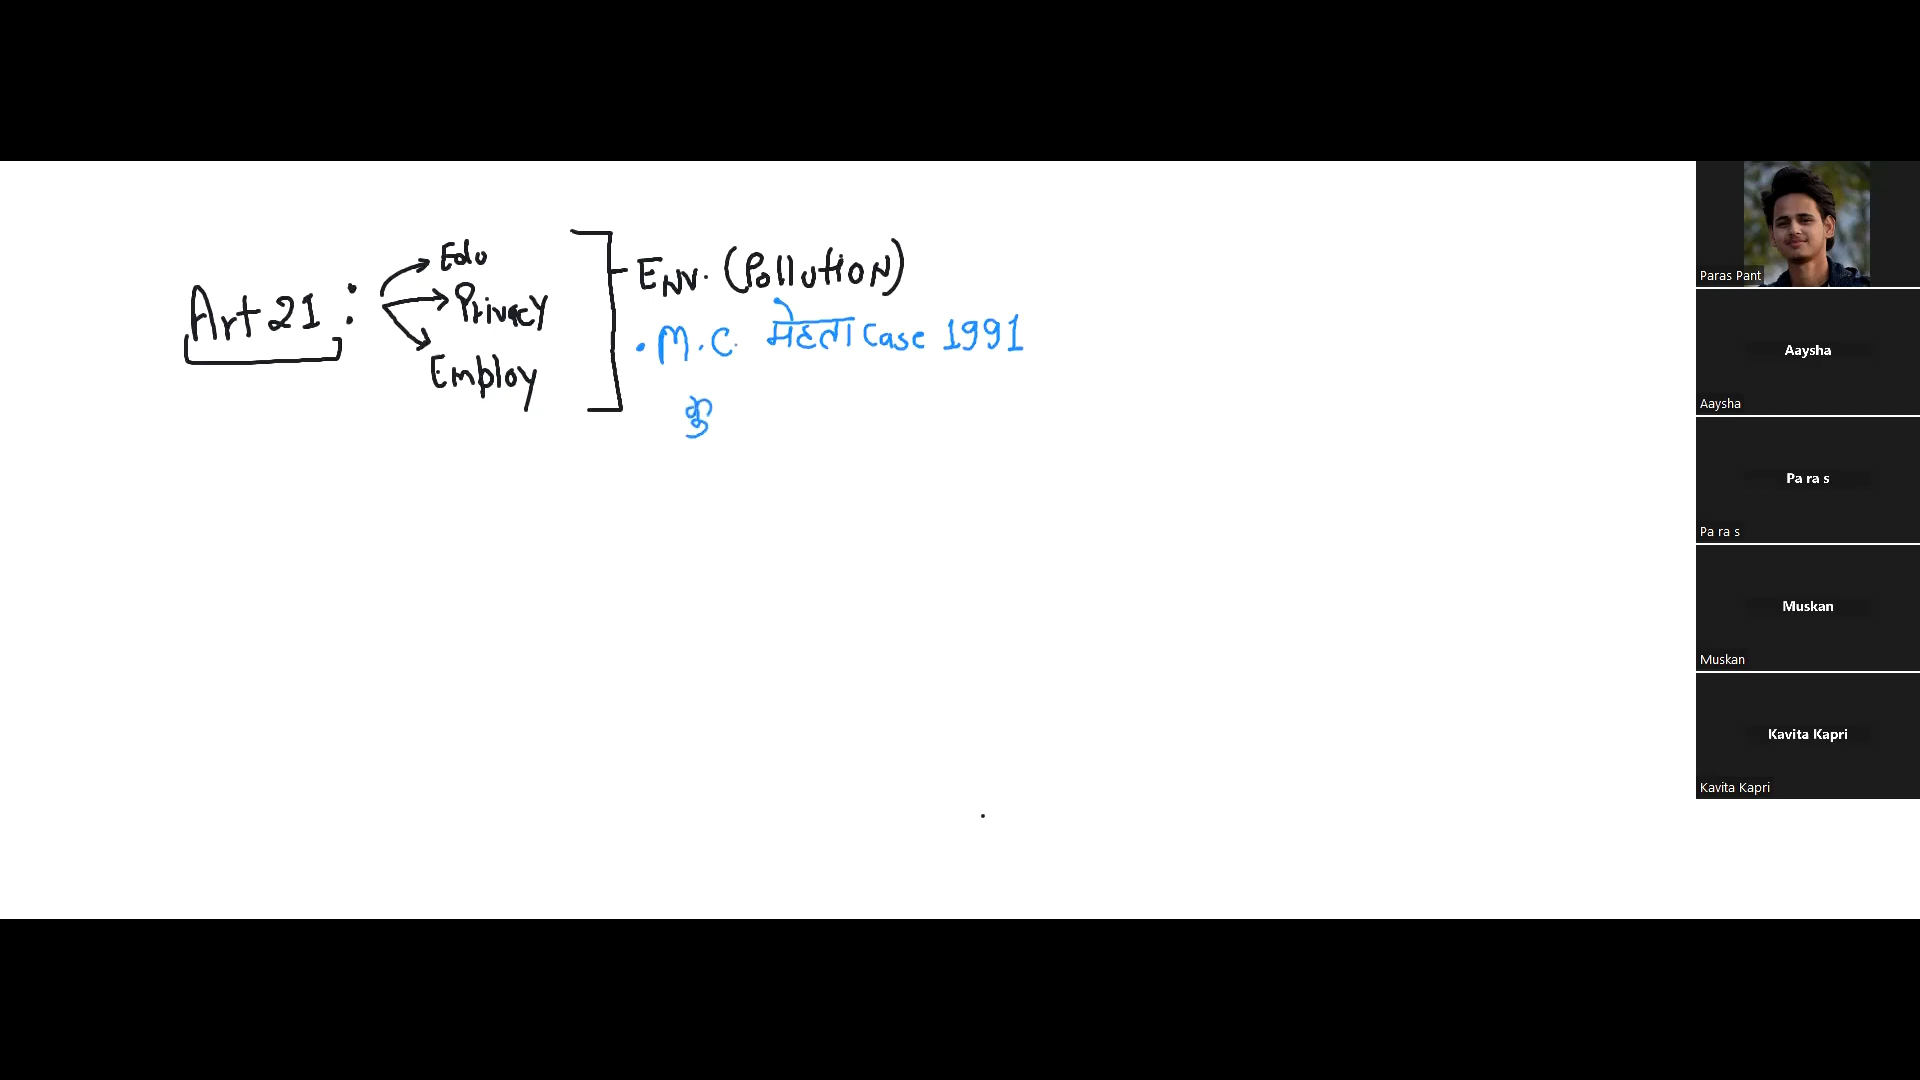 Art 21 :
Edu
Privacy
Employ
Env. (Pollution)
• M.C. मेहता Case 1991
कु
Paras Pant
Aaysha
Aaysha
Pa ra s
Pa ra s
Muskan
Muskan
Kavita Kapri
Kavita Kapri